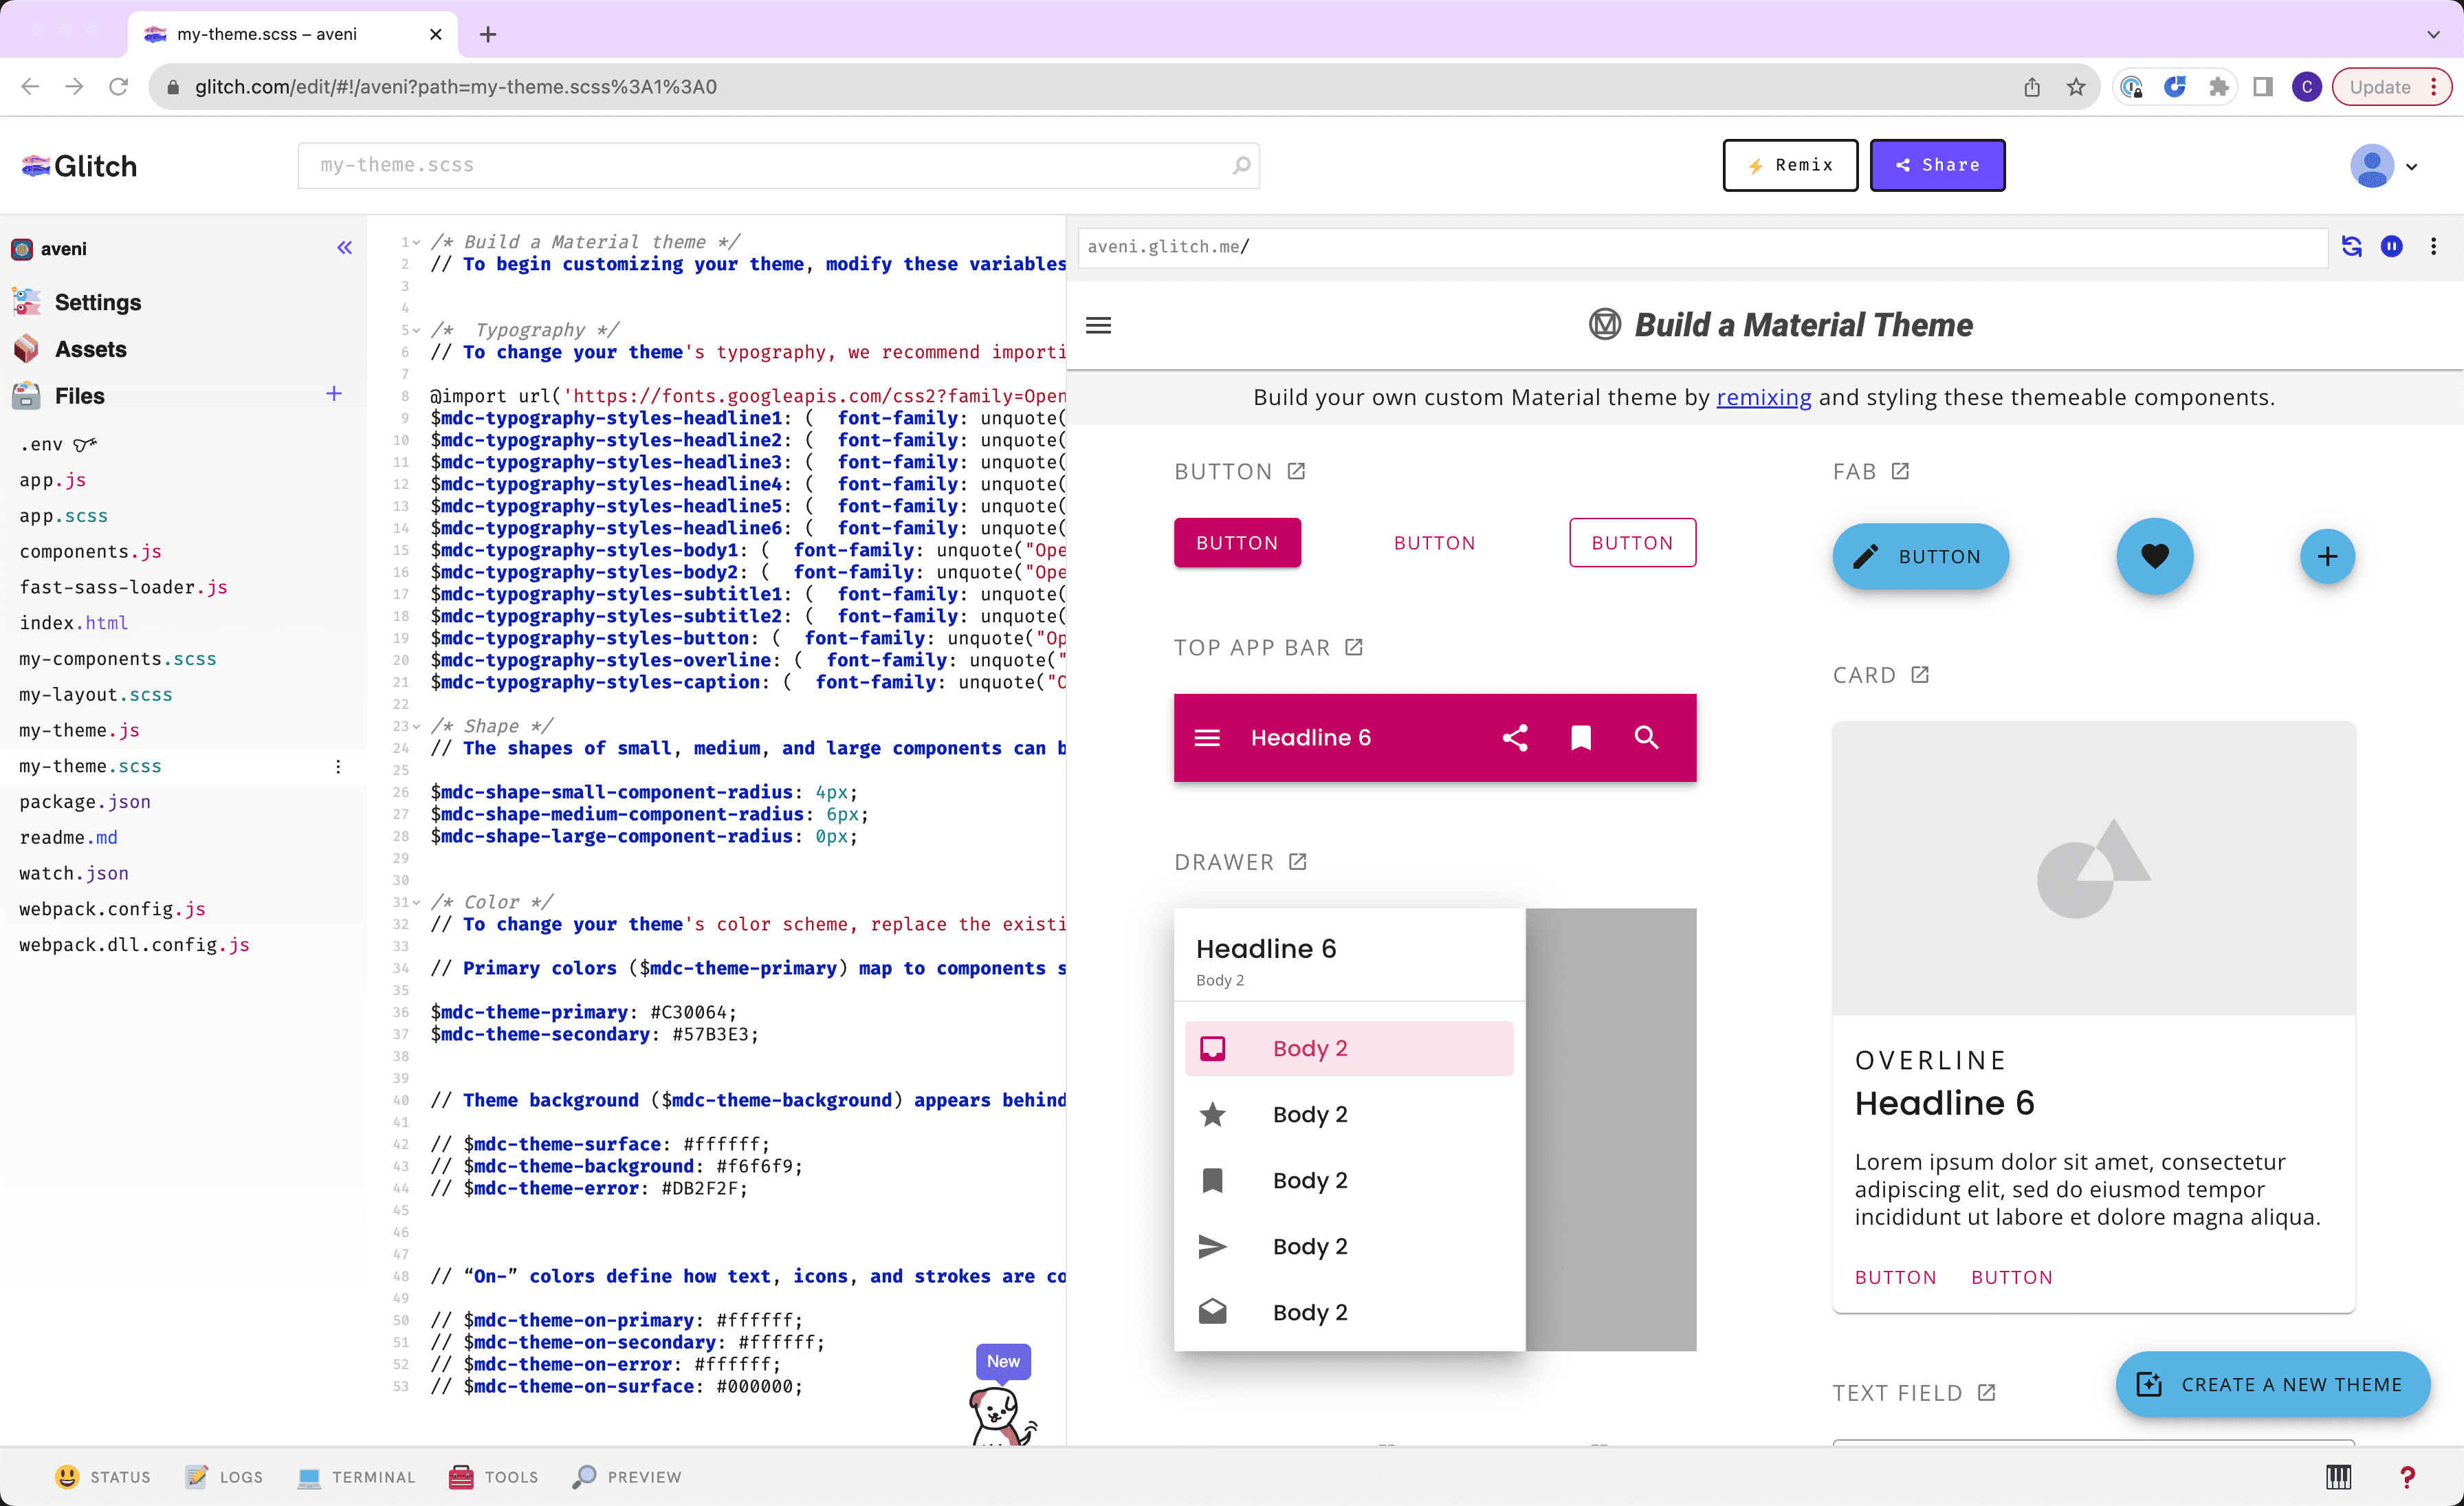 my-theme.scss – aveni
glitch.com/edit/#!/aveni?path=my-theme.scss%3A1%3A0
C
Update
Glitch
my-theme.scss
Remix
Share
aveni
Settings
Assets
Files
.env
app.js
app.scss
components.js
fast-sass-loader.js
index.html
my-components.scss
my-layout.scss
my-theme.js
my-theme.scss
package.json
readme.md
watch.json
webpack.config.js
webpack.dll.config.js
1 /* Build a Material theme */
2 // To begin customizing your theme, modify these variables
3
4
5 /*  Typography */
6 // To change your theme's typography, we recommend importi
7
8 @import url('https://fonts.googleapis.com/css2?family=Open
9 $mdc-typography-styles-headline1: (  font-family: unquote(
10 $mdc-typography-styles-headline2: (  font-family: unquote(
11 $mdc-typography-styles-headline3: (  font-family: unquote(
12 $mdc-typography-styles-headline4: (  font-family: unquote(
13 $mdc-typography-styles-headline5: (  font-family: unquote(
14 $mdc-typography-styles-headline6: (  font-family: unquote(
15 $mdc-typography-styles-body1: (  font-family: unquote("Ope
16 $mdc-typography-styles-body2: (  font-family: unquote("Ope
17 $mdc-typography-styles-subtitle1: (  font-family: unquote(
18 $mdc-typography-styles-subtitle2: (  font-family: unquote(
19 $mdc-typography-styles-button: (  font-family: unquote("Op
20 $mdc-typography-styles-overline: (  font-family: unquote("
21 $mdc-typography-styles-caption: (  font-family: unquote("O
22
23 /* Shape */
24 // The shapes of small, medium, and large components can b
25
26 $mdc-shape-small-component-radius: 4px;
27 $mdc-shape-medium-component-radius: 6px;
28 $mdc-shape-large-component-radius: 0px;
29
30
31 /* Color */
32 // To change your theme's color scheme, replace the existi
33
34 // Primary colors ($mdc-theme-primary) map to components s
35
36 $mdc-theme-primary: #C30064;
37 $mdc-theme-secondary: #57B3E3;
38
39
40 // Theme background ($mdc-theme-background) appears behind
41
42 // $mdc-theme-surface: #ffffff;
43 // $mdc-theme-background: #f6f6f9;
44 // $mdc-theme-error: #DB2F2F;
45
46
47
48 // “On-” colors define how text, icons, and strokes are co
49
50 // $mdc-theme-on-primary: #ffffff;
51 // $mdc-theme-on-secondary: #ffffff;
52 // $mdc-theme-on-error: #ffffff;
53 // $mdc-theme-on-surface: #000000;
New
aveni.glitch.me/
Build a Material Theme
Build your own custom Material theme by remixing and styling these themeable components.
BUTTON
BUTTON BUTTON BUTTON
TOP APP BAR
Headline 6
DRAWER
Headline 6
Body 2
Body 2
Body 2
Body 2
Body 2
Body 2
FAB
BUTTON
CARD
OVERLINE
Headline 6
Lorem ipsum dolor sit amet, consectetur
adipiscing elit, sed do eiusmod tempor
incididunt ut labore et dolore magna aliqua.
BUTTON BUTTON
TEXT FIELD
CREATE A NEW THEME
STATUS LOGS TERMINAL TOOLS PREVIEW
?